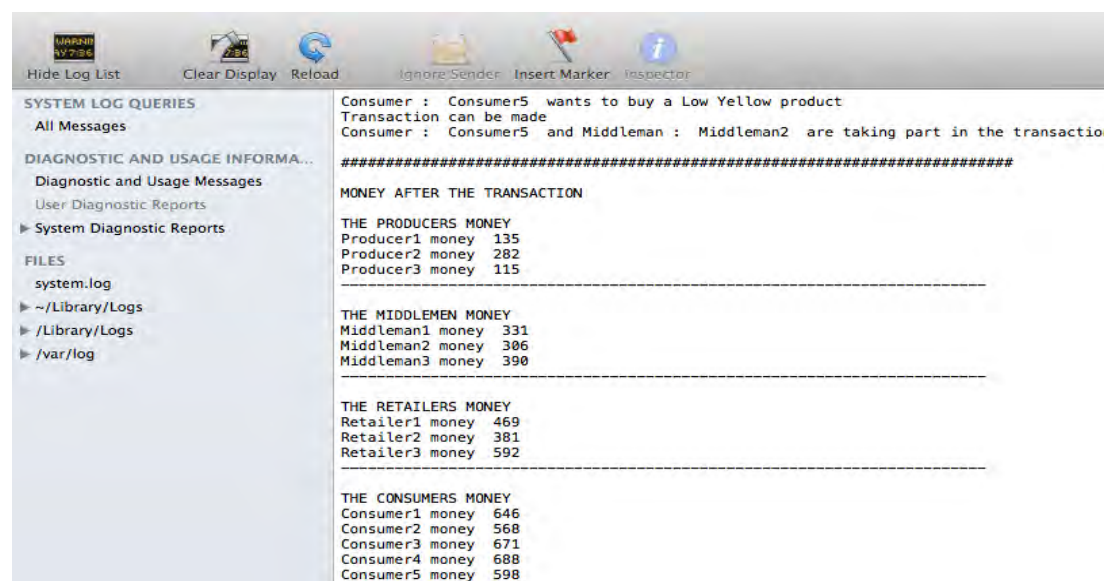 WARNIN
AY 7:36
7:36
Hide Log List
Clear Display
Reload
Ignore Sender
Insert Marker
Inspector
SYSTEM LOG QUERIES
All Messages
DIAGNOSTIC AND USAGE INFORMA...
Diagnostic and Usage Messages
User Diagnostic Reports
System Diagnostic Reports
FILES
system.log
~/Library/Logs
/Library/Logs
/var/log
Consumer :  Consumer5  wants to buy a Low Yellow product
Transaction can be made
Consumer :  Consumer5  and Middleman :  Middleman2  are taking part in the transactio
###########################################################################
MONEY AFTER THE TRANSACTION
THE PRODUCERS MONEY
Producer1 money  135
Producer2 money  282
Producer3 money  115
------------------------------------------------------------------------
THE MIDDLEMEN MONEY
Middleman1 money  331
Middleman2 money  306
Middleman3 money  390
------------------------------------------------------------------------
THE RETAILERS MONEY
Retailer1 money  469
Retailer2 money  381
Retailer3 money  592
------------------------------------------------------------------------
THE CONSUMERS MONEY
Consumer1 money  646
Consumer2 money  568
Consumer3 money  671
Consumer4 money  688
Consumer5 money  598